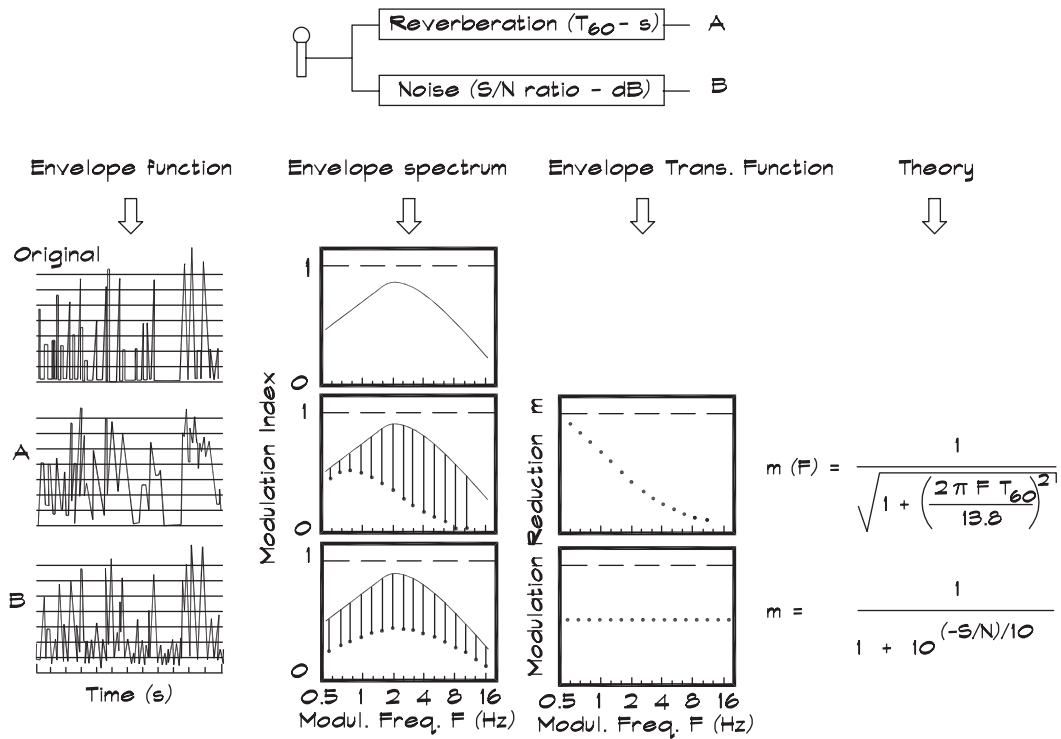 Reverberation (T60 - s) A
Noise (S/N ratio - dB) B
Envelope function Envelope spectrum Envelope Trans. Function Theory
Original
1
0
A
1
0
m (F) = 1 / √ 1 + (2 π F T60 / 13.8)2
B
1
0
m = 1 / 1 + 10 (-S/N)/10
Modulation Index
Modulation Reduction m
Time (s)
0.5 1 2 4 8 16
Modul. Freq. F (Hz)
0.5 1 2 4 8 16
Modul. Freq. F (Hz)